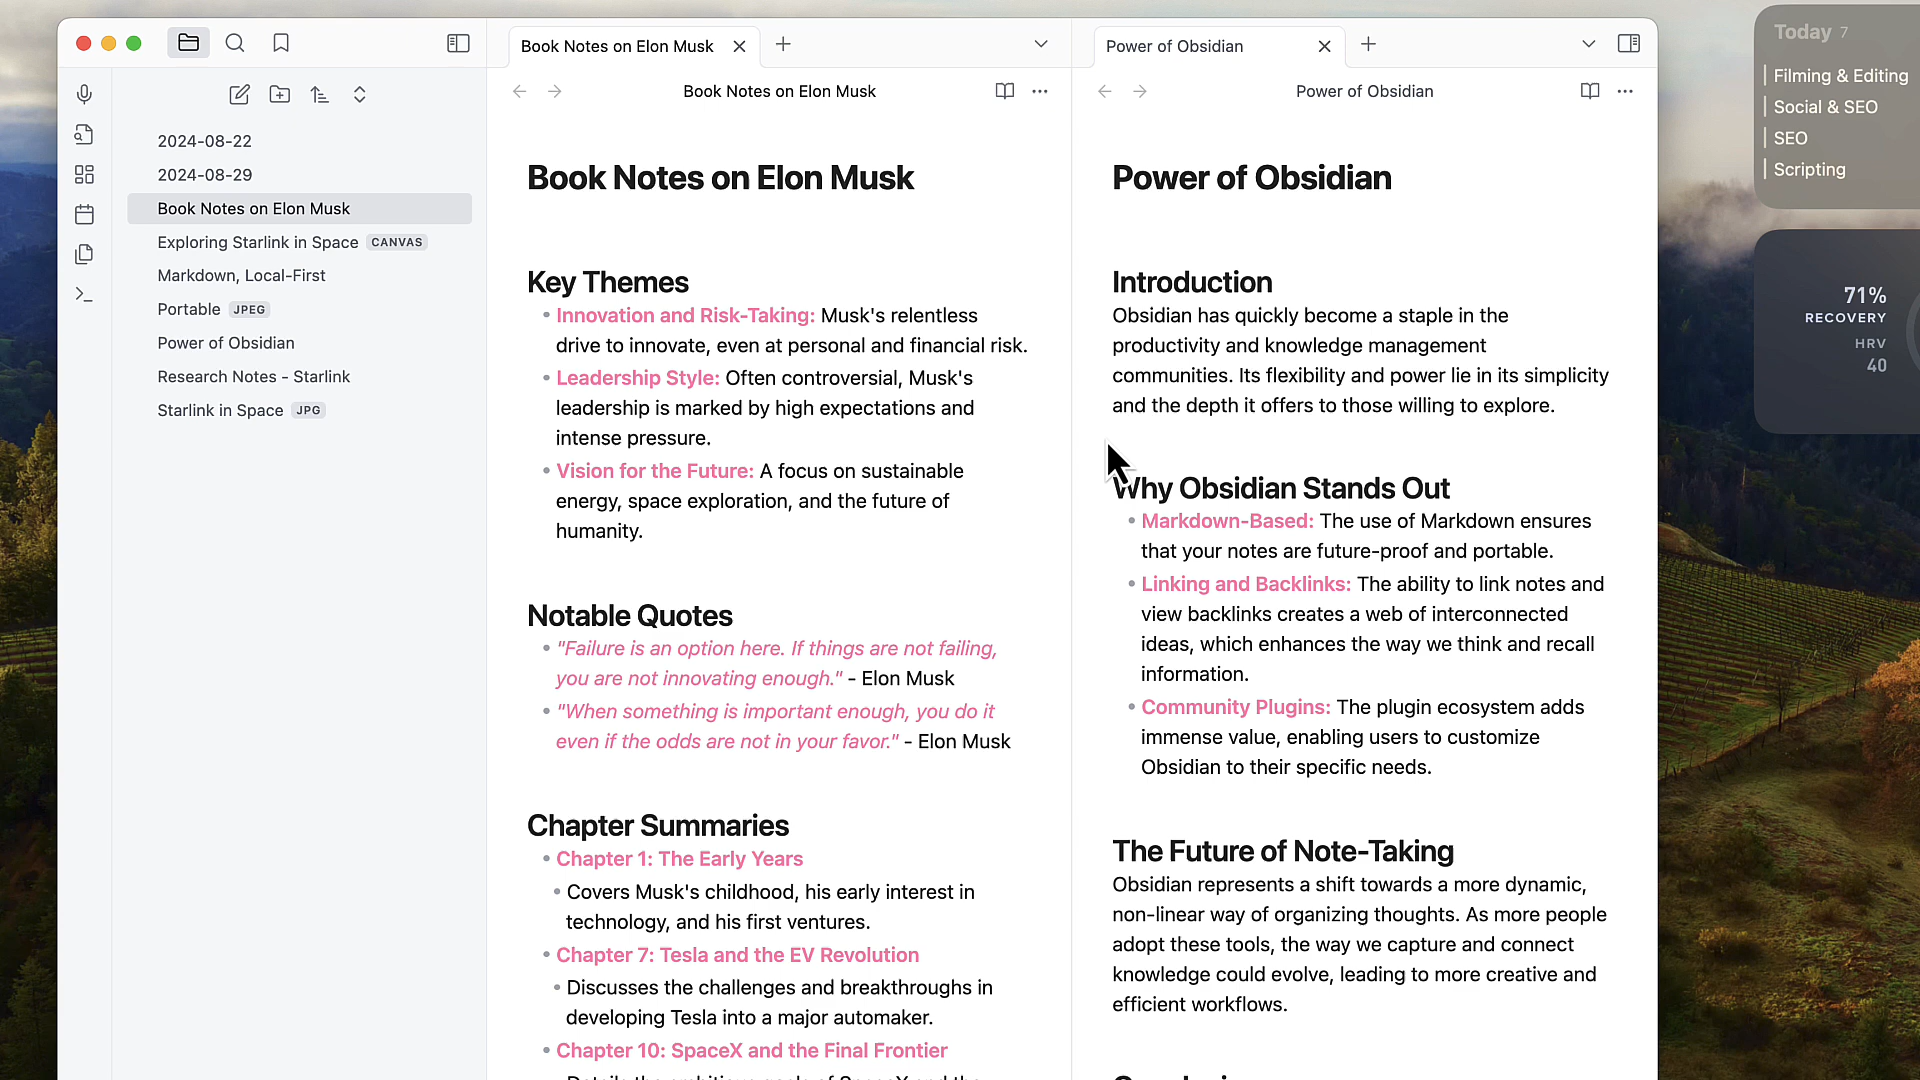 Book Notes on Elon Musk
Power of Obsidian
Today 7
Filming & Editing
Social & SEO
SEO
Scripting
71%
RECOVERY
HRV
40
2024-08-22
2024-08-29
Book Notes on Elon Musk
Exploring Starlink in Space CANVAS
Markdown, Local-First
Portable JPEG
Power of Obsidian
Research Notes - Starlink
Starlink in Space JPG
Book Notes on Elon Musk
Book Notes on Elon Musk
Key Themes
Innovation and Risk-Taking: Musk's relentless
drive to innovate, even at personal and financial risk.
Leadership Style: Often controversial, Musk's
leadership is marked by high expectations and
intense pressure.
Vision for the Future: A focus on sustainable
energy, space exploration, and the future of
humanity.
Notable Quotes
"Failure is an option here. If things are not failing,
you are not innovating enough." - Elon Musk
"When something is important enough, you do it
even if the odds are not in your favor." - Elon Musk
Chapter Summaries
Chapter 1: The Early Years
Covers Musk's childhood, his early interest in
technology, and his first ventures.
Chapter 7: Tesla and the EV Revolution
Discusses the challenges and breakthroughs in
developing Tesla into a major automaker.
Chapter 10: SpaceX and the Final Frontier
Power of Obsidian
Power of Obsidian
Introduction
Obsidian has quickly become a staple in the
productivity and knowledge management
communities. Its flexibility and power lie in its simplicity
and the depth it offers to those willing to explore.
Why Obsidian Stands Out
Markdown-Based: The use of Markdown ensures
that your notes are future-proof and portable.
Linking and Backlinks: The ability to link notes and
view backlinks creates a web of interconnected
ideas, which enhances the way we think and recall
information.
Community Plugins: The plugin ecosystem adds
immense value, enabling users to customize
Obsidian to their specific needs.
The Future of Note-Taking
Obsidian represents a shift towards a more dynamic,
non-linear way of organizing thoughts. As more people
adopt these tools, the way we capture and connect
knowledge could evolve, leading to more creative and
efficient workflows.